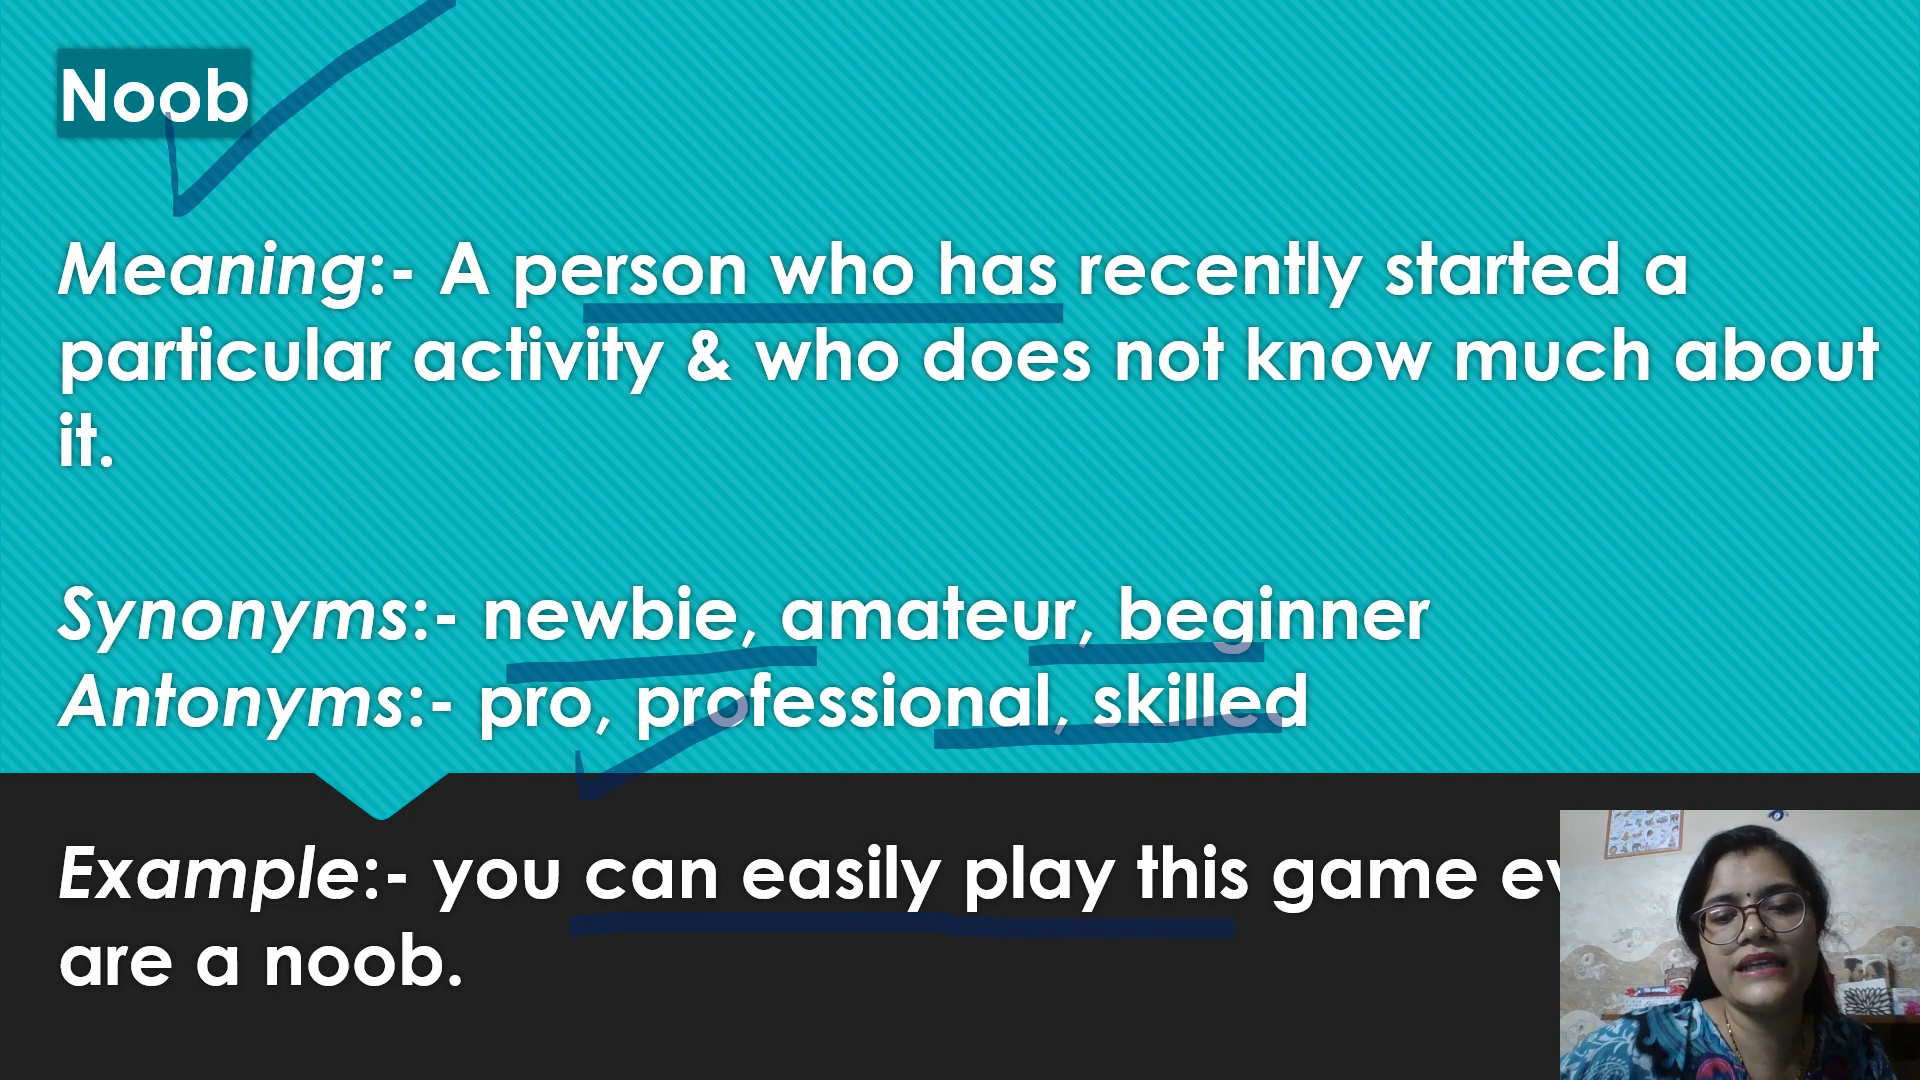 Noob
Meaning:- A person who has recently started a
particular activity & who does not know much about
it.
Synonyms:- newbie, amateur, beginner
Antonyms:- pro, professional, skilled
Example:- you can easily play this game
are a noob.